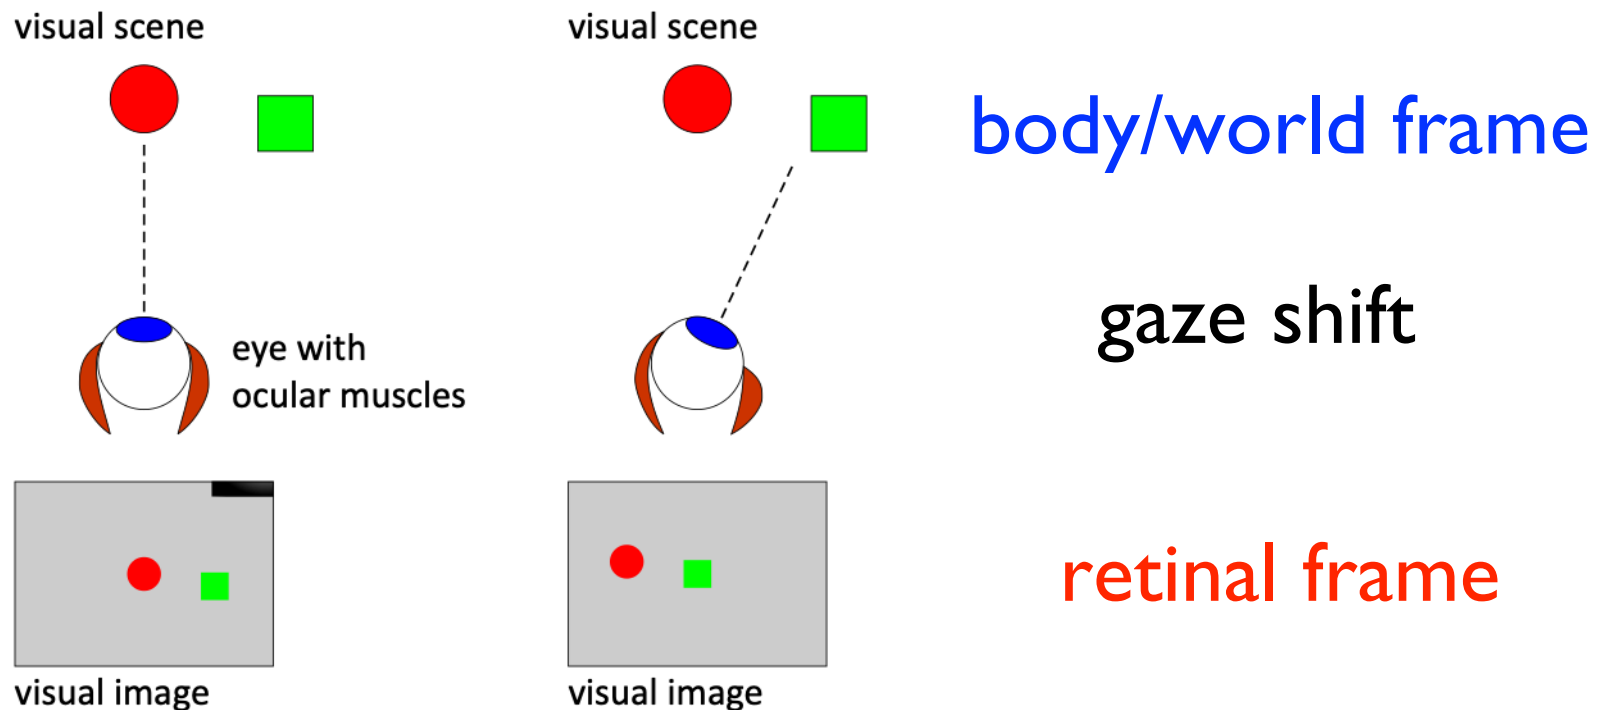 visual scene
visual scene
body/world frame
eye with
ocular muscles
gaze shift
retinal frame
visual image
visual image